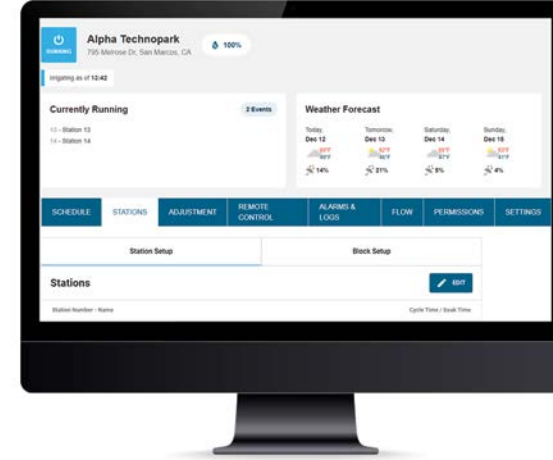 Alpha Technopark
RUNNING
795 Melrose Dr, San Marcos, CA
100%
Irrigating as of 12:42
Currently Running
2 Events
13 - Station 13
14 - Station 14
Weather Forecast
Today, Tomorrow, Saturday, Sunday,
Dec 12 Dec 13 Dec 14 Dec 15
14% 21% 5% 4%
SCHEDULE STATIONS ADJUSTMENT REMOTE CONTROL ALARMS & LOGS FLOW PERMISSIONS SETTINGS
Station Setup Block Setup
Stations
EDIT
Station Number - Name Cycle Time / Soak Time